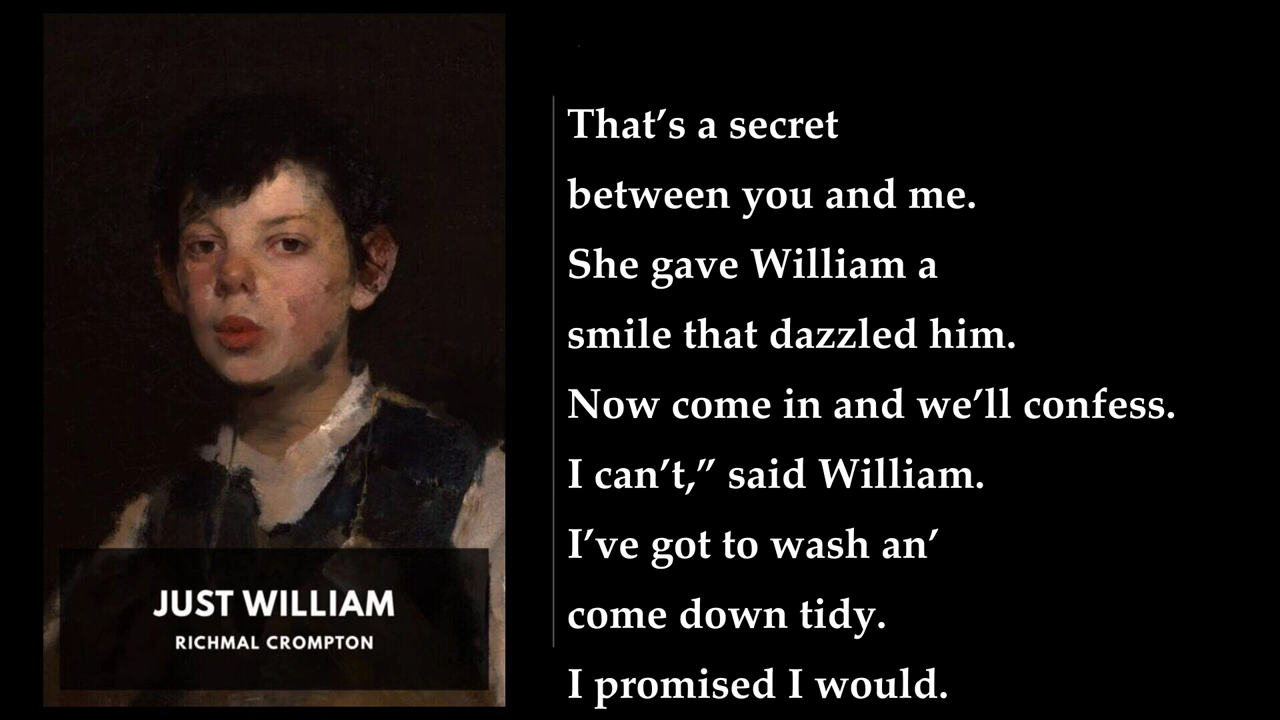 JUST WILLIAM
RICHMAL CROMPTON
That’s a secret
between you and me.
She gave William a
smile that dazzled him.
Now come in and we’ll confess.
I can’t,” said William.
I’ve got to wash an’
come down tidy.
I promised I would.